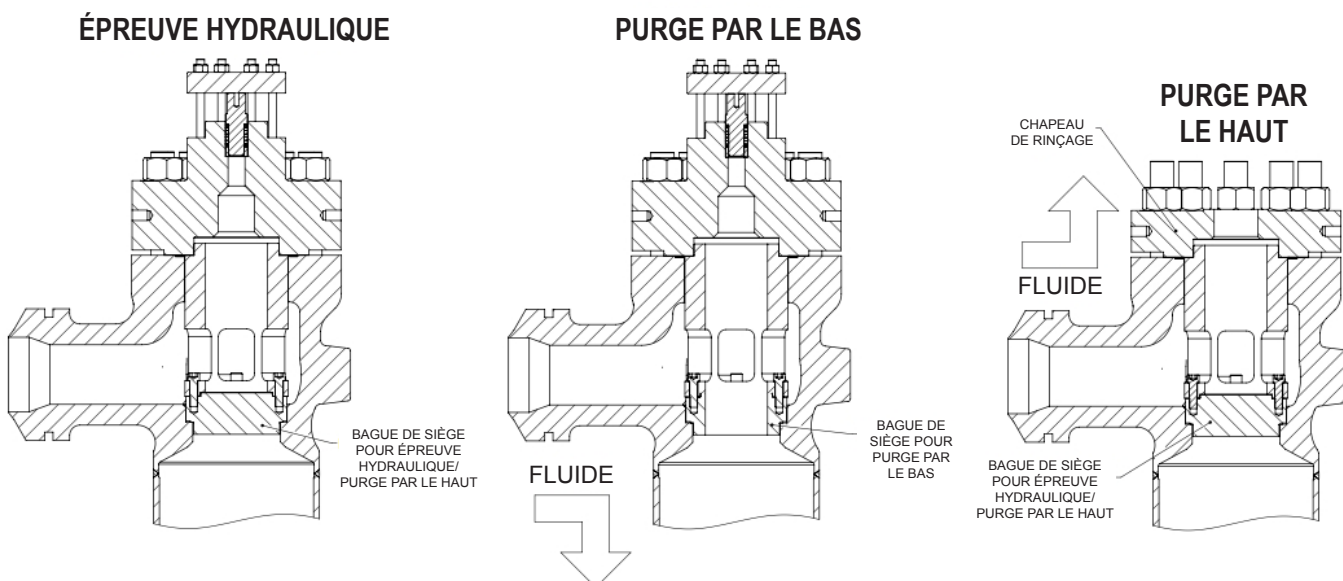 ÉPREUVE HYDRAULIQUE
BAGUE DE SIÈGE
POUR ÉPREUVE
HYDRAULIQUE/
PURGE PAR LE HAUT
PURGE PAR LE BAS
FLUIDE
BAGUE DE
SIÈGE POUR
PURGE PAR
LE BAS
PURGE PAR
LE HAUT
CHAPEAU
DE RINÇAGE
FLUIDE
BAGUE DE SIÈGE
POUR ÉPREUVE
HYDRAULIQUE/
PURGE PAR LE HAUT